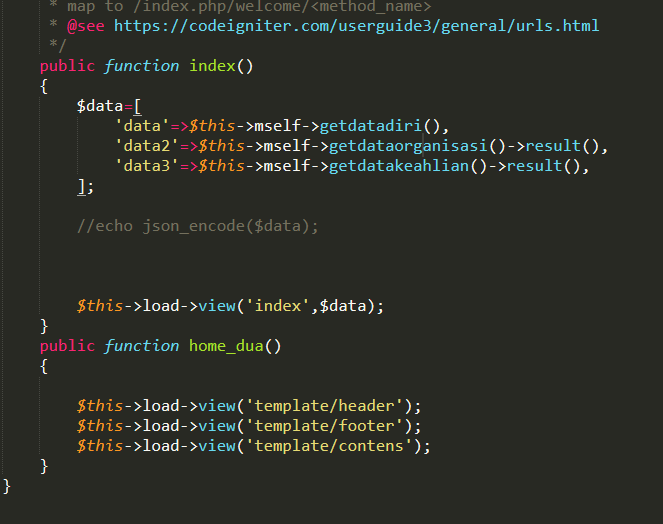 * map to /index.php/welcome/<method_name>
* @see https://codeigniter.com/userguide3/general/urls.html
*/
public function index()
{
$data=[
'data'=>$this->mself->getdatadiri(),
'data2'=>$this->mself->getdataorganisasi()->result(),
'data3'=>$this->mself->getdatakeahlian()->result(),
];
//echo json_encode($data);
$this->load->view('index',$data);
}
public function home_dua()
{
$this->load->view('template/header');
$this->load->view('template/footer');
$this->load->view('template/contens');
}
}